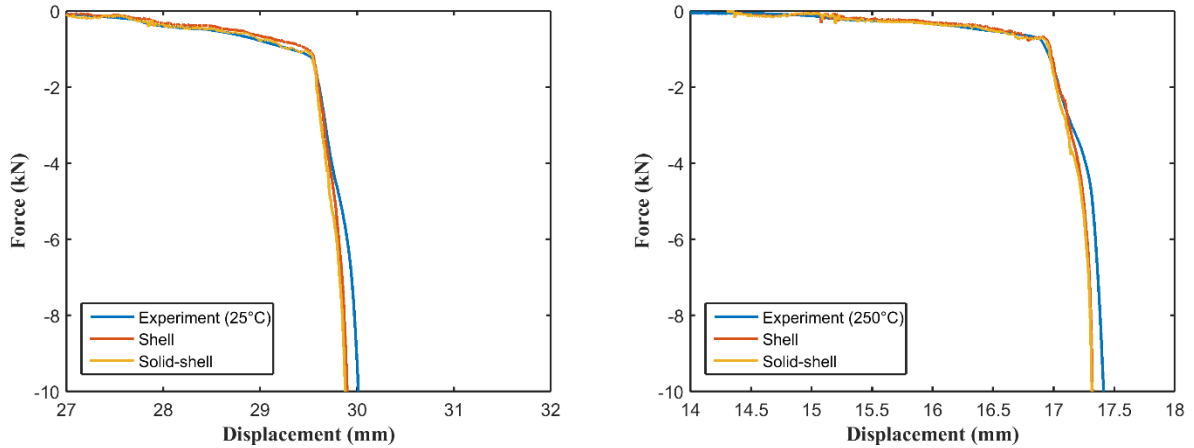 0
-2
-4
-6
-8
-10
Force (kN)
Experiment (25°C)
Shell
Solid-shell
27
28
29
30
31
32
Displacement (mm)
0
-2
-4
-6
-8
-10
Force (kN)
Experiment (250°C)
Shell
Solid-shell
14
14.5
15
15.5
16
16.5
17
17.5
18
Displacement (mm)